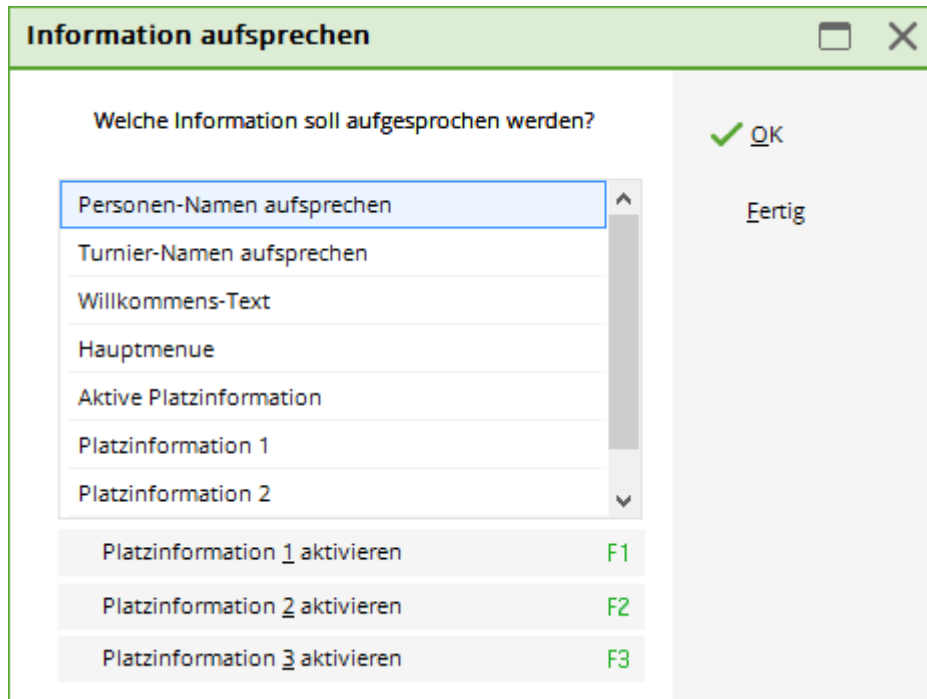 Information aufsprechen
Welche Information soll aufgesprochen werden?
OK
Fertig
Personen-Namen aufsprechen
Turnier-Namen aufsprechen
Willkommens-Text
Hauptmenue
Aktive Platzinformation
Platzinformation 1
Platzinformation 2
Platzinformation 1 aktivieren F1
Platzinformation 2 aktivieren F2
Platzinformation 3 aktivieren F3